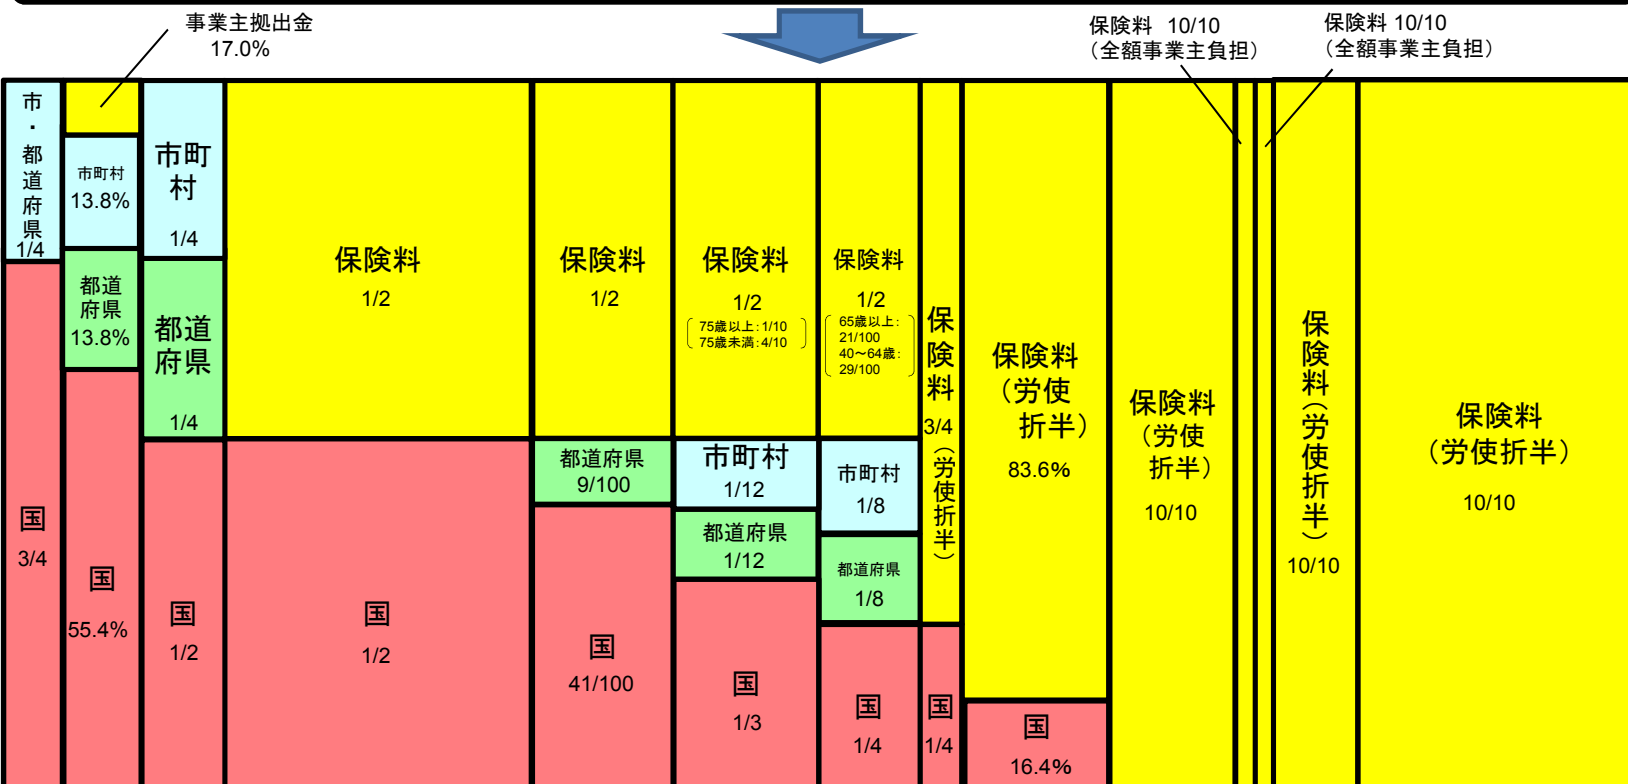 事業主拠出金
17.0%
保険料 10/10
（全額事業主負担）
保険料 10/10
（全額事業主負担）
市・都道府県
1/4
国
3/4
市町村
13.8%
都道
府県
13.8%
国
55.4%
市町
村
1/4
都道
府県
1/4
国
1/2
保険料
1/2
国
1/2
保険料
1/2
都道府県
9/100
国
41/100
保険料
1/2
75歳以上：1/10
75歳未満：4/10
市町村
1/12
都道府県
1/12
国
1/3
保険料
1/2
65歳以上：
21/100
40～64歳：
29/100
市町村
1/8
都道府県
1/8
国
1/4
保険料
3/4
（労使折半）
国
1/4
保険料
（労使
折半）
83.6%
国
16.4%
保険料
（労使
折半）
10/10
保険料（労使折半）
10/10
保険料
（労使折半）
10/10